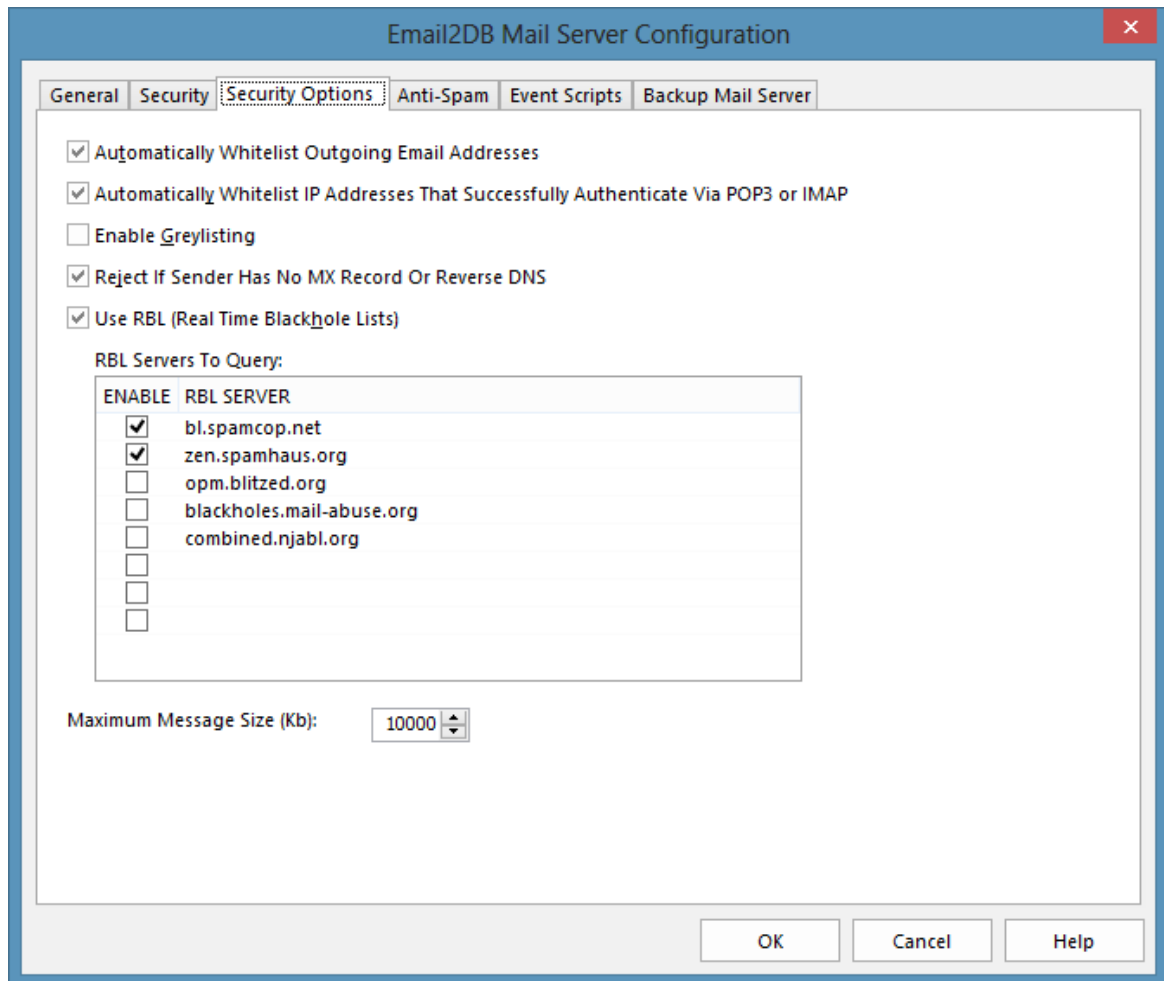 Email2DB Mail Server Configuration
General Security Security Options Anti-Spam Event Scripts Backup Mail Server
Automatically Whitelist Outgoing Email Addresses
Automatically Whitelist IP Addresses That Successfully Authenticate Via POP3 or IMAP
Enable Greylisting
Reject If Sender Has No MX Record Or Reverse DNS
Use RBL (Real Time Blackhole Lists)
RBL Servers To Query:
ENABLE RBL SERVER
bl.spamcop.net
zen.spamhaus.org
opm.blitzed.org
blackholes.mail-abuse.org
combined.njabl.org
Maximum Message Size (Kb): 10000
OK Cancel Help